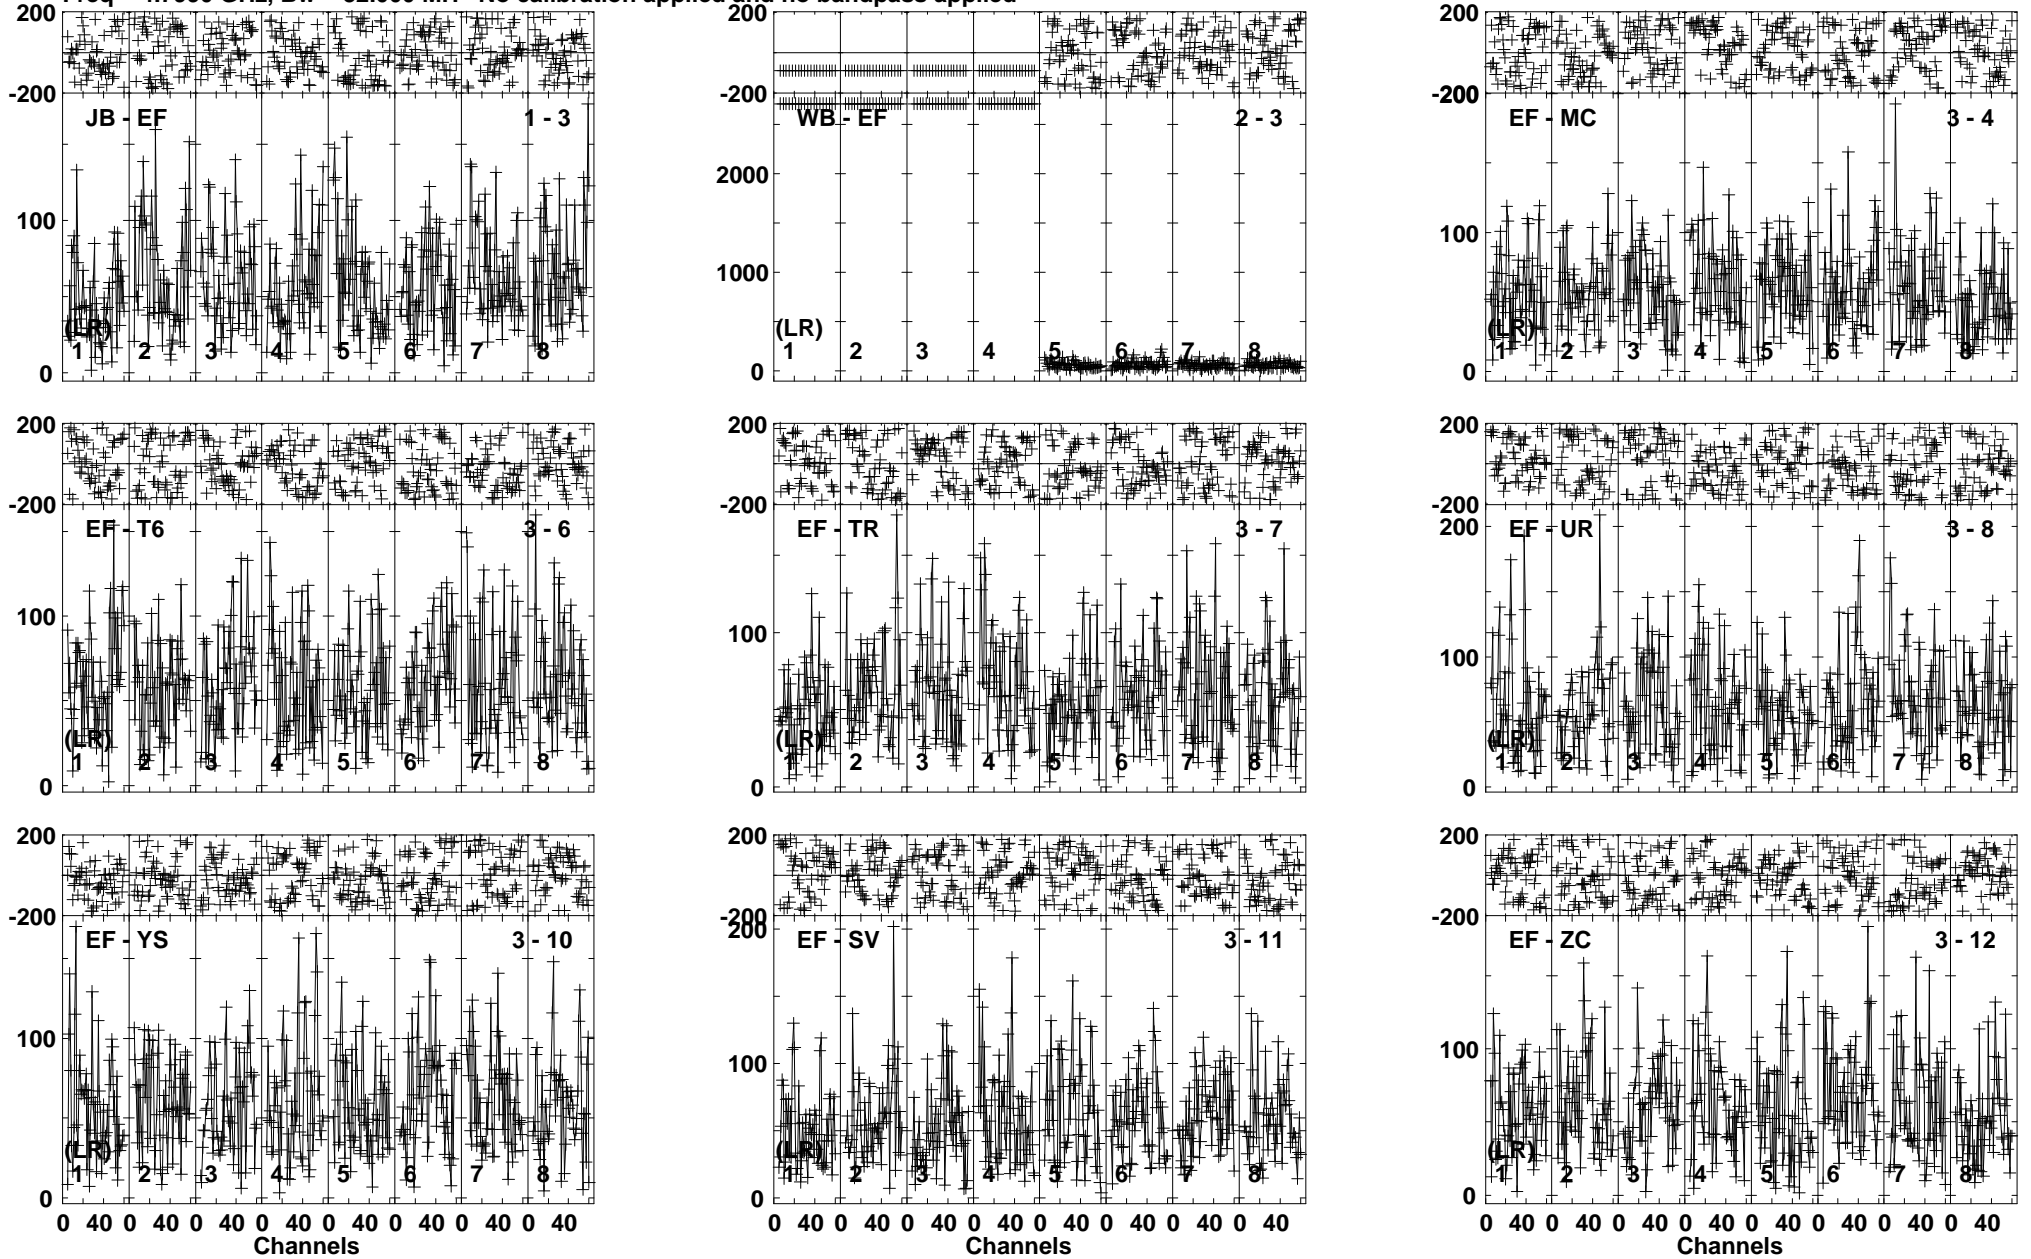 calibration applied and no bandpass applied
200 200 200
-200 -200 -200
JB - EF 1 - 3 WB - EF 2 - 3 EF - MC 3 - 4
2000
100 100
1000
(LR) (LR) (LR)
1 2 3 4 5 6 7 8 1 2 3 4 5 6 7 8 1 2 3 4 5 6 7 8
0 0 0
200 200 200
-200 -200 -200
EF - T6 3 - 6 EF - TR 3 - 7 EF - UR 3 - 8
200
100 100 100
(LR) (LR) (LR)
1 2 3 4 5 6 7 8 1 2 3 4 5 6 7 8 1 2 3 4 5 6 7 8
0 0 0
200 200 200
-200 -200 -200
200
EF - YS 3 - 10 EF - SV 3 - 11 EF - ZC 3 - 12
100 100 100
(LR) (LR) (LR)
1 2 3 4 5 6 7 8 1 2 3 4 5 6 7 8 1 2 3 4 5 6 7 8
0 0 0
0 40 0 40 0 40 0 40 0 40 0 40 0 40 0 40 0 40 0 40 0 40 0 40 0 40 0 40 0 40 0 40 0 40 0 40 0 40 0 40 0 40 0 40 0 40 0 40
Channels Channels Channels